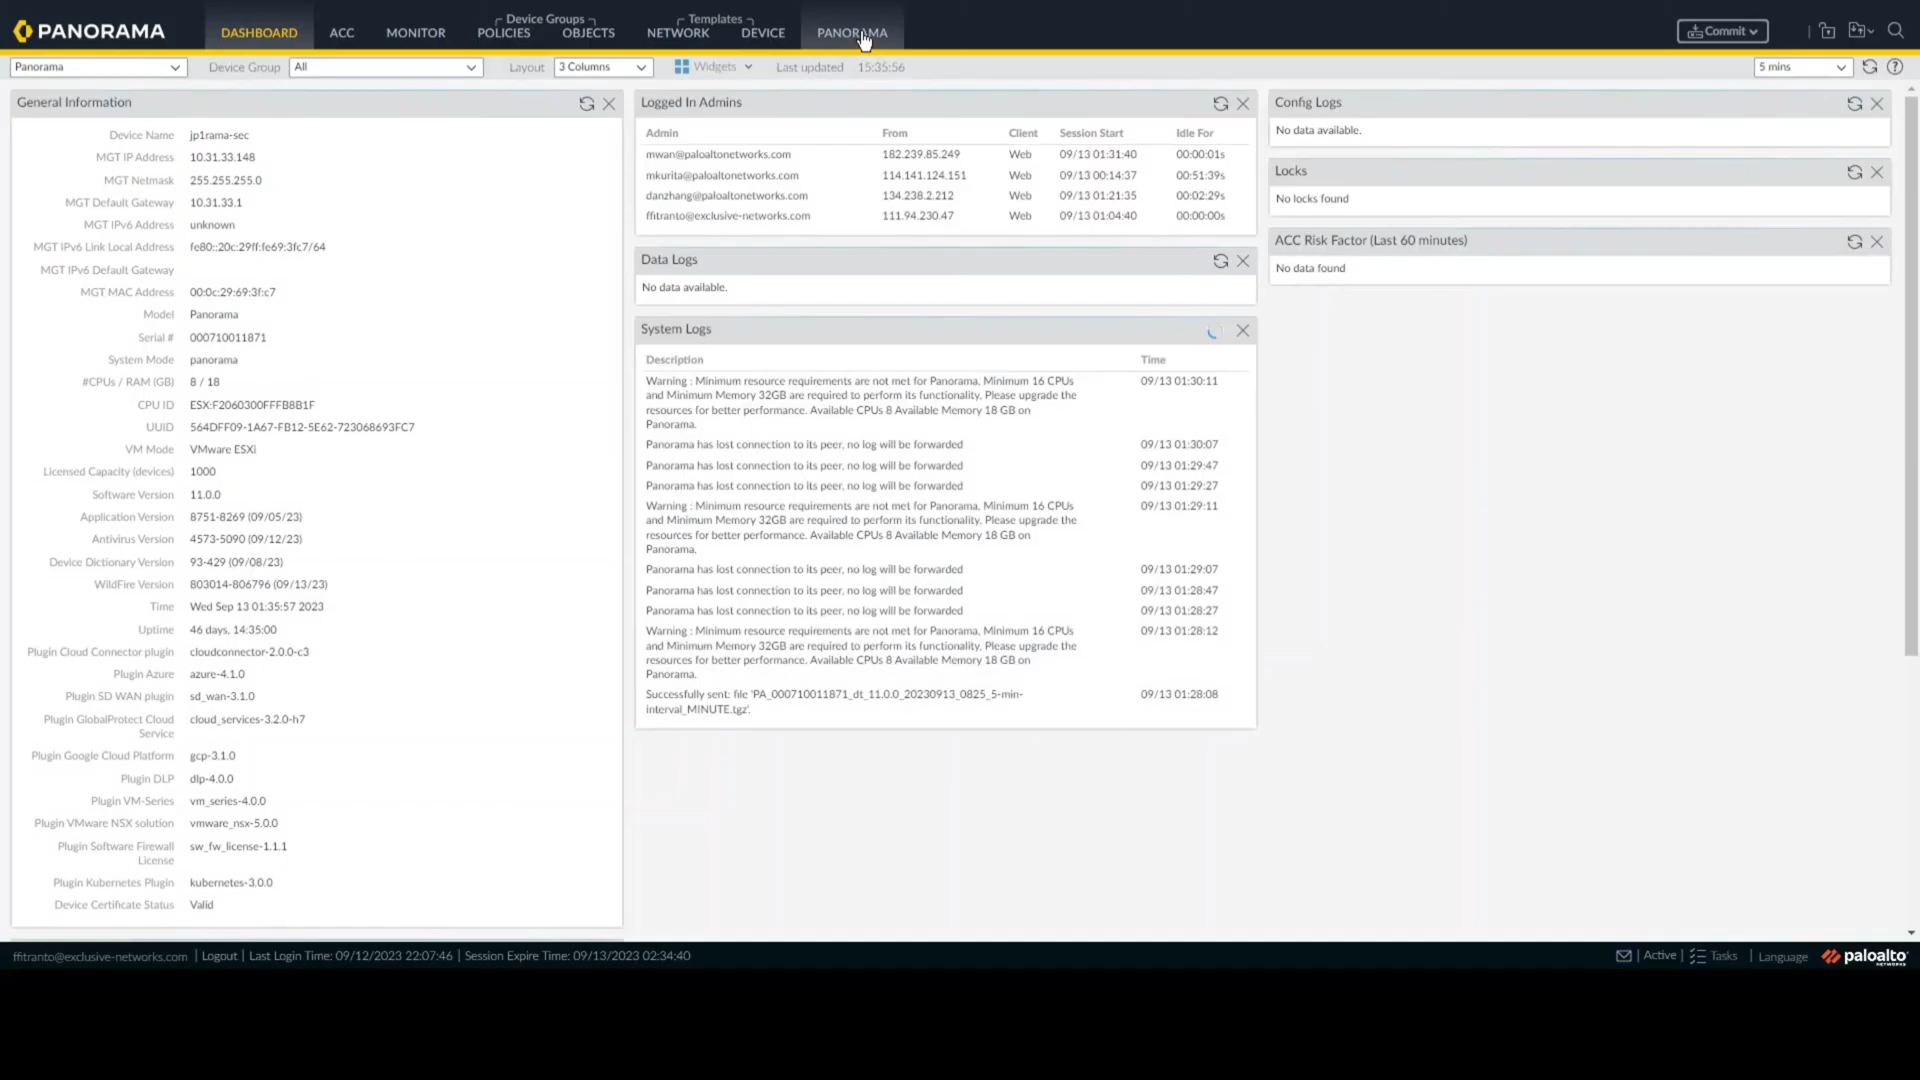 PANORAMA
DASHBOARD
ACC
MONITOR
Device Groups
POLICIES
OBJECTS
Templates
NETWORK
DEVICE
PANORAMA
Commit
Panorama
Device Group
All
Layout
3 Columns
Widgets
Last updated 15:35:56
5 mins
General Information
Device Name jp1rama-sec
MGT IP Address 10.31.33.148
MGT Netmask 255.255.255.0
MGT Default Gateway 10.31.33.1
MGT IPv6 Address unknown
MGT IPv6 Link Local Address fe80::20c:29ff:fe69:3fc7/64
MGT IPv6 Default Gateway
MGT MAC Address 00:0c:29:69:3f:c7
Model Panorama
Serial # 000710011871
System Mode panorama
#CPUs / RAM (GB) 8 / 18
CPU ID ESX:F2060300FFFB8B1F
UUID 564DFF09-1A67-FB12-5E62-723068693FC7
VM Mode VMware ESXi
Licensed Capacity (devices) 1000
Software Version 11.0.0
Application Version 8751-8269 (09/05/23)
Antivirus Version 4573-5090 (09/12/23)
Device Dictionary Version 93-429 (09/08/23)
WildFire Version 803014-806796 (09/13/23)
Time Wed Sep 13 01:35:57 2023
Uptime 46 days, 14:35:00
Plugin Cloud Connector plugin cloudconnector-2.0.0-c3
Plugin Azure azure-4.1.0
Plugin SD WAN plugin sd_wan-3.1.0
Plugin GlobalProtect Cloud cloud_services-3.2.0-h7
Service
Plugin Google Cloud Platform gcp-3.1.0
Plugin DLP dlp-4.0.0
Plugin VM-Series vm_series-4.0.0
Plugin VMware NSX solution vmware_nsx-5.0.0
Plugin Software Firewall sw_fw_license-1.1.1
License
Plugin Kubernetes Plugin kubernetes-3.0.0
Device Certificate Status Valid
Logged In Admins
Admin From Client Session Start Idle For
mwan@paloaltonetworks.com 182.239.85.249 Web 09/13 01:31:40 00:00:01s
mkurita@paloaltonetworks.com 114.141.124.151 Web 09/13 00:14:37 00:51:39s
danzhang@paloaltonetworks.com 134.238.2.212 Web 09/13 01:21:35 00:02:29s
ffitranto@exclusive-networks.com 111.94.230.47 Web 09/13 01:04:40 00:00:00s
Data Logs
No data available.
System Logs
Description Time
Warning : Minimum resource requirements are not met for Panorama, Minimum 16 CPUs 09/13 01:30:11
and Minimum Memory 32GB are required to perform its functionality, Please upgrade the
resources for better performance. Available CPUs 8 Available Memory 18 GB on
Panorama.
Panorama has lost connection to its peer, no log will be forwarded 09/13 01:30:07
Panorama has lost connection to its peer, no log will be forwarded 09/13 01:29:47
Panorama has lost connection to its peer, no log will be forwarded 09/13 01:29:27
Warning : Minimum resource requirements are not met for Panorama, Minimum 16 CPUs 09/13 01:29:11
and Minimum Memory 32GB are required to perform its functionality, Please upgrade the
resources for better performance. Available CPUs 8 Available Memory 18 GB on
Panorama.
Panorama has lost connection to its peer, no log will be forwarded 09/13 01:29:07
Panorama has lost connection to its peer, no log will be forwarded 09/13 01:28:47
Panorama has lost connection to its peer, no log will be forwarded 09/13 01:28:27
Warning : Minimum resource requirements are not met for Panorama, Minimum 16 CPUs 09/13 01:28:12
and Minimum Memory 32GB are required to perform its functionality, Please upgrade the
resources for better performance. Available CPUs 8 Available Memory 18 GB on
Panorama.
Successfully sent: file 'PA_000710011871_dt_11.0.0_20230913_0825_5-min- 09/13 01:28:08
interval_MINUTE.tgz'.
Config Logs
No data available.
Locks
No locks found
ACC Risk Factor (Last 60 minutes)
No data found
ffitranto@exclusive-networks.com | Logout | Last Login Time: 09/12/2023 22:07:46 | Session Expire Time: 09/13/2023 02:34:40
| Active | Tasks | Language
paloalto
NETWORKS